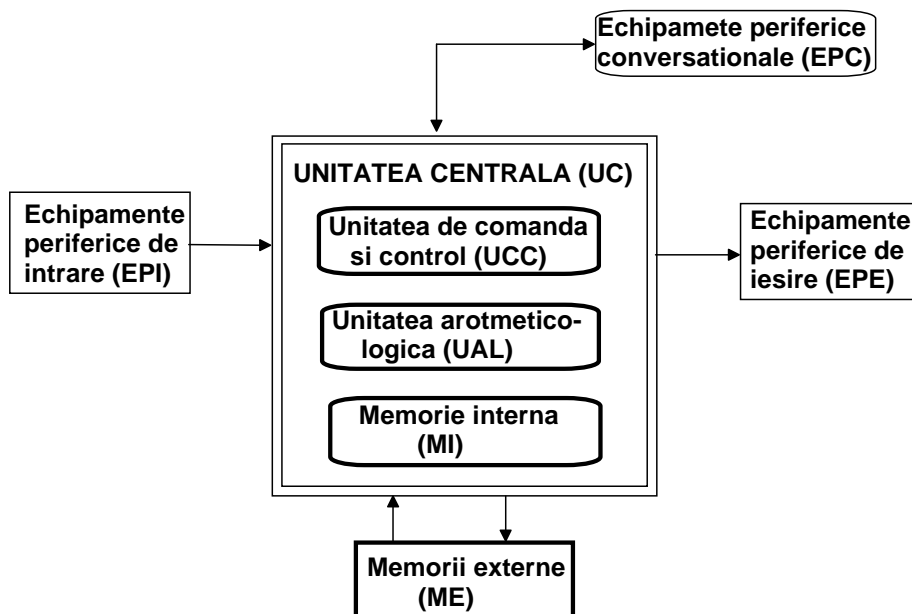 Echipamete periferice
conversationale (EPC)
UNITATEA CENTRALA (UC)
Echipamente
periferice de
intrare (EPI)
Unitatea de comanda
si control (UCC)
Unitatea arotmetico-
logica (UAL)
Memorie interna
(MI)
Echipamente
periferice de
iesire (EPE)
Memorii externe
(ME)